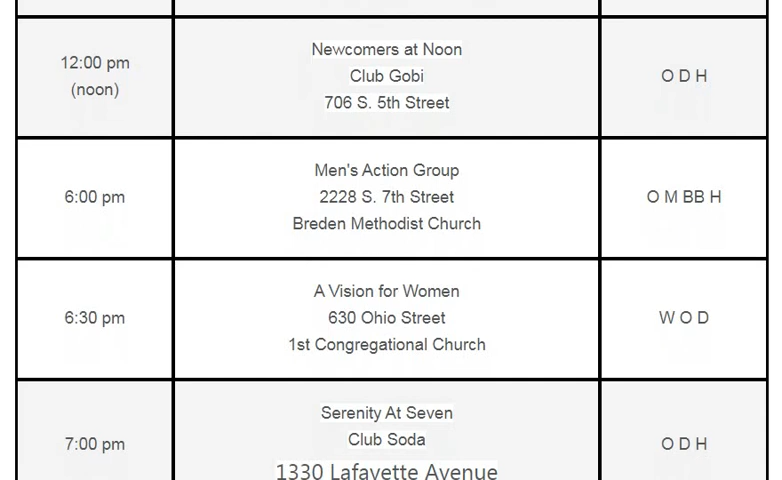 12:00 pm
(noon)
Newcomers at Noon
Club Gobi
706 S. 5th Street
O D H
6:00 pm
Men's Action Group
2228 S. 7th Street
Breden Methodist Church
O M BB H
6:30 pm
A Vision for Women
630 Ohio Street
1st Congregational Church
W O D
7:00 pm
Serenity At Seven
Club Soda
1330 Lafayette Avenue
O D H